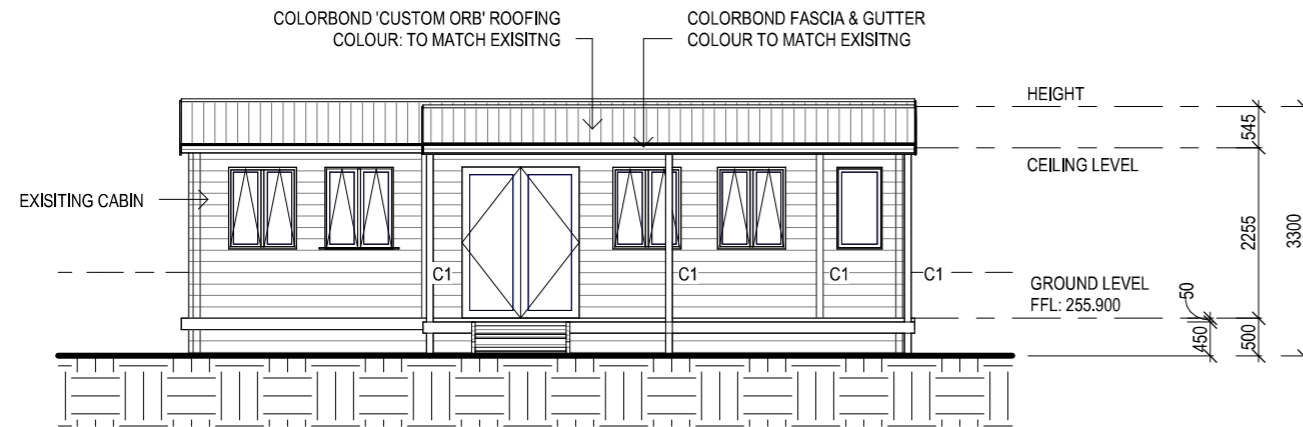 COLORBOND 'CUSTOM ORB' ROOFING
COLOUR: TO MATCH EXISITNG
COLORBOND FASCIA & GUTTER
COLOUR TO MATCH EXISITNG
HEIGHT
545
CEILING LEVEL
EXISITING CABIN
2255
3300
C1
C1
C1
C1
GROUND LEVEL
FFL: 255.900
50
450
500